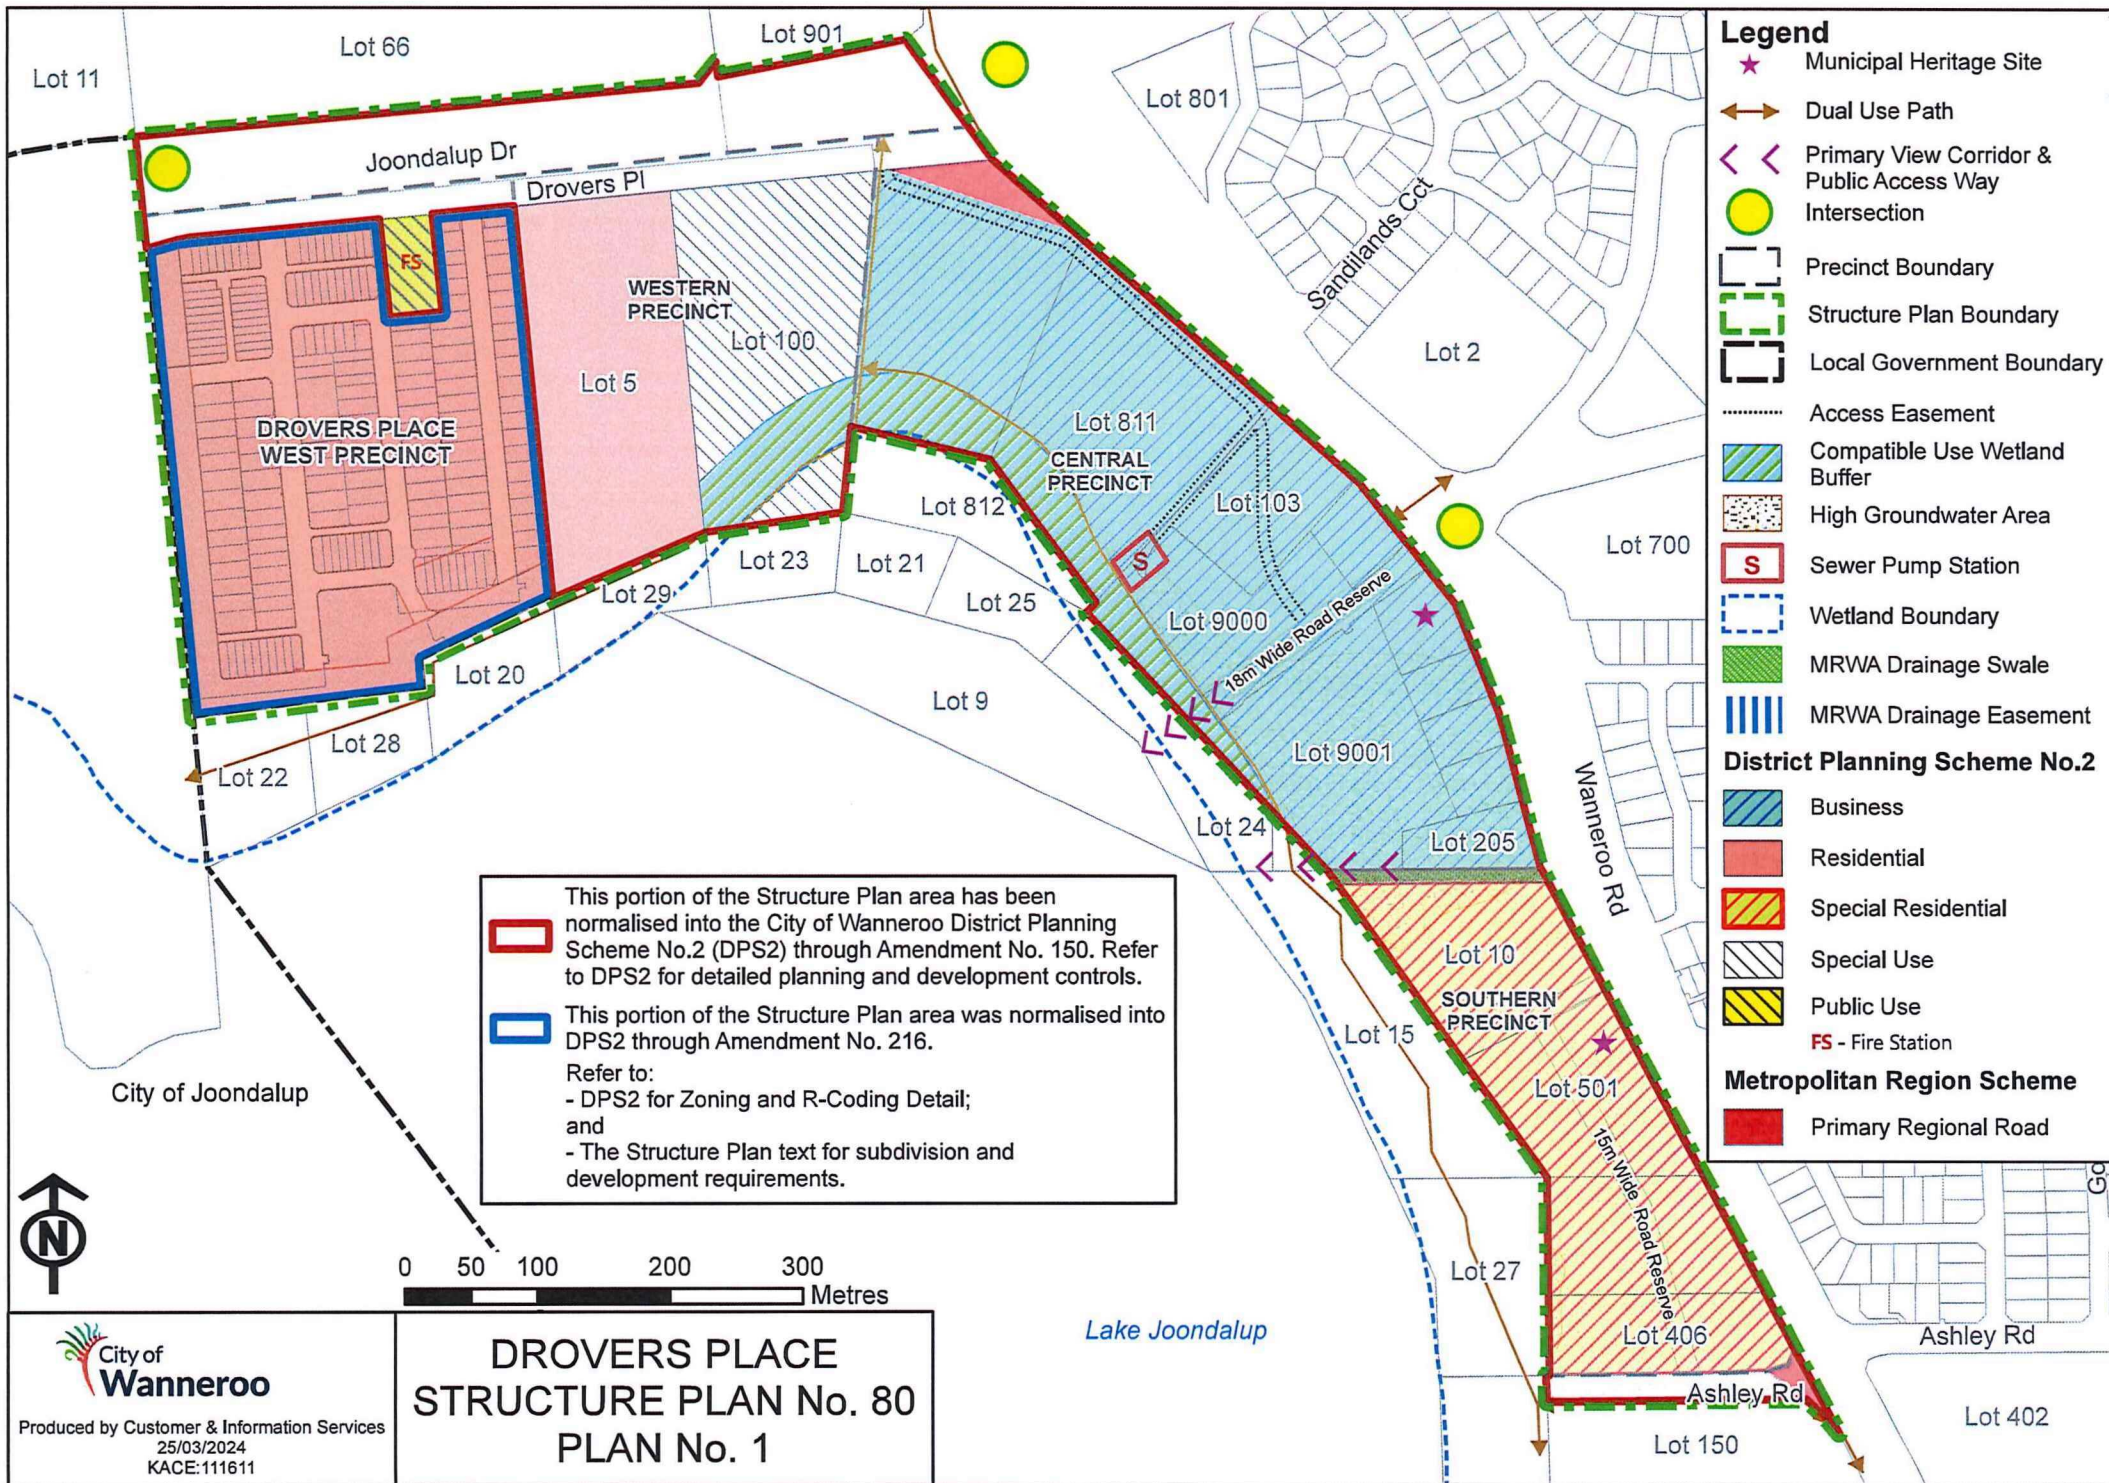 Lot 11
Lot 66
Lot 901
Lot 801
Joondalup Dr
Drovers Pl
FS
WESTERN
PRECINCT
Lot 100
Lot 5
DROVERS PLACE
WEST PRECINCT
Sandilands Cct
Lot 2
Lot 811
CENTRAL
PRECINCT
Lot 103
Lot 812
Lot 700
Lot 23
Lot 21
Lot 25
Lot 29
S
Lot 9000
18m Wide Road Reserve
Lot 20
Lot 9
Lot 28
Lot 22
Lot 9001
Lot 24
Lot 205
Wanneroo Rd
Lot 10
SOUTHERN
PRECINCT
Lot 15
Lot 501
15m Wide Road Reserve
Lot 27
Lot 406
Ashley Rd
Ashley Rd
Lot 402
Lot 150
Go
City of Joondalup
Lake Joondalup
This portion of the Structure Plan area has been
normalised into the City of Wanneroo District Planning
Scheme No.2 (DPS2) through Amendment No. 150. Refer
to DPS2 for detailed planning and development controls.
This portion of the Structure Plan area was normalised into
DPS2 through Amendment No. 216.
Refer to:
- DPS2 for Zoning and R-Coding Detail;
and
- The Structure Plan text for subdivision and
development requirements.
N
0 50 100 200 300
Metres
City of
Wanneroo
Produced by Customer & Information Services
25/03/2024
KACE:111611
DROVERS PLACE
STRUCTURE PLAN No. 80
PLAN No. 1
Legend
Municipal Heritage Site
Dual Use Path
Primary View Corridor &
Public Access Way
Intersection
Precinct Boundary
Structure Plan Boundary
Local Government Boundary
Access Easement
Compatible Use Wetland
Buffer
High Groundwater Area
S
Sewer Pump Station
Wetland Boundary
MRWA Drainage Swale
MRWA Drainage Easement
District Planning Scheme No.2
Business
Residential
Special Residential
Special Use
Public Use
FS - Fire Station
Metropolitan Region Scheme
Primary Regional Road